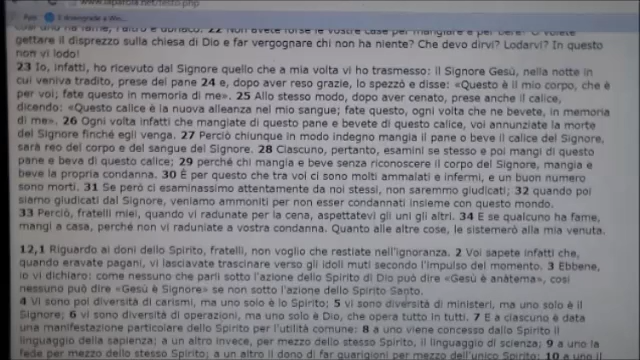 www.laparola.net/testo.php
gettare il disprezzo sulla chiesa di Dio e far vergognare chi non ha niente? Che devo dirvi? Lodarvi? In questo
non vi lodo!
23 Io, infatti, ho ricevuto dal Signore quello che a mia volta vi ho trasmesso: il Signore Gesù, nella notte in
cui veniva tradito, prese del pane 24 e, dopo aver reso grazie, lo spezzò e disse: «Questo è il mio corpo, che è
per voi; fate questo in memoria di me». 25 Allo stesso modo, dopo aver cenato, prese anche il calice,
dicendo: «Questo calice è la nuova alleanza nel mio sangue; fate questo, ogni volta che ne bevete, in memoria
di me». 26 Ogni volta infatti che mangiate di questo pane e bevete di questo calice, voi annunziate la morte
del Signore finché egli venga. 27 Perciò chiunque in modo indegno mangia il pane o beve il calice del Signore,
sarà reo del corpo e del sangue del Signore. 28 Ciascuno, pertanto, esamini se stesso e poi mangi di questo
pane e beva di questo calice; 29 perché chi mangia e beve senza riconoscere il corpo del Signore, mangia e
beve la propria condanna. 30 È per questo che tra voi ci sono molti ammalati e infermi, e un buon numero
sono morti. 31 Se però ci esaminassimo attentamente da noi stessi, non saremmo giudicati; 32 quando poi
siamo giudicati dal Signore, veniamo ammoniti per non esser condannati insieme con questo mondo.
33 Perciò, fratelli miei, quando vi radunate per la cena, aspettatevi gli uni gli altri. 34 E se qualcuno ha fame,
mangi a casa, perché non vi raduniate a vostra condanna. Quanto alle altre cose, le sistemerò alla mia venuta.
12,1 Riguardo ai doni dello Spirito, fratelli, non voglio che restiate nell'ignoranza. 2 Voi sapete infatti che,
quando eravate pagani, vi lasciavate trascinare verso gli idoli muti secondo l'impulso del momento. 3 Ebbene,
io vi dichiaro: come nessuno che parli sotto l'azione dello Spirito di Dio può dire «Gesù è anàtema», così
nessuno può dire «Gesù è Signore» se non sotto l'azione dello Spirito Santo.
4 Vi sono poi diversità di carismi, ma uno solo è lo Spirito; 5 vi sono diversità di ministeri, ma uno solo è il
Signore; 6 vi sono diversità di operazioni, ma uno solo è Dio, che opera tutto in tutti. 7 E a ciascuno è data
una manifestazione particolare dello Spirito per l'utilità comune: 8 a uno viene concesso dallo Spirito il
linguaggio della sapienza; a un altro invece, per mezzo dello stesso Spirito, il linguaggio di scienza; 9 a uno la
fede per mezzo dello stesso Spirito; a un altro il dono di far guarigioni per mezzo dell'unico Spirito; 10 a uno il